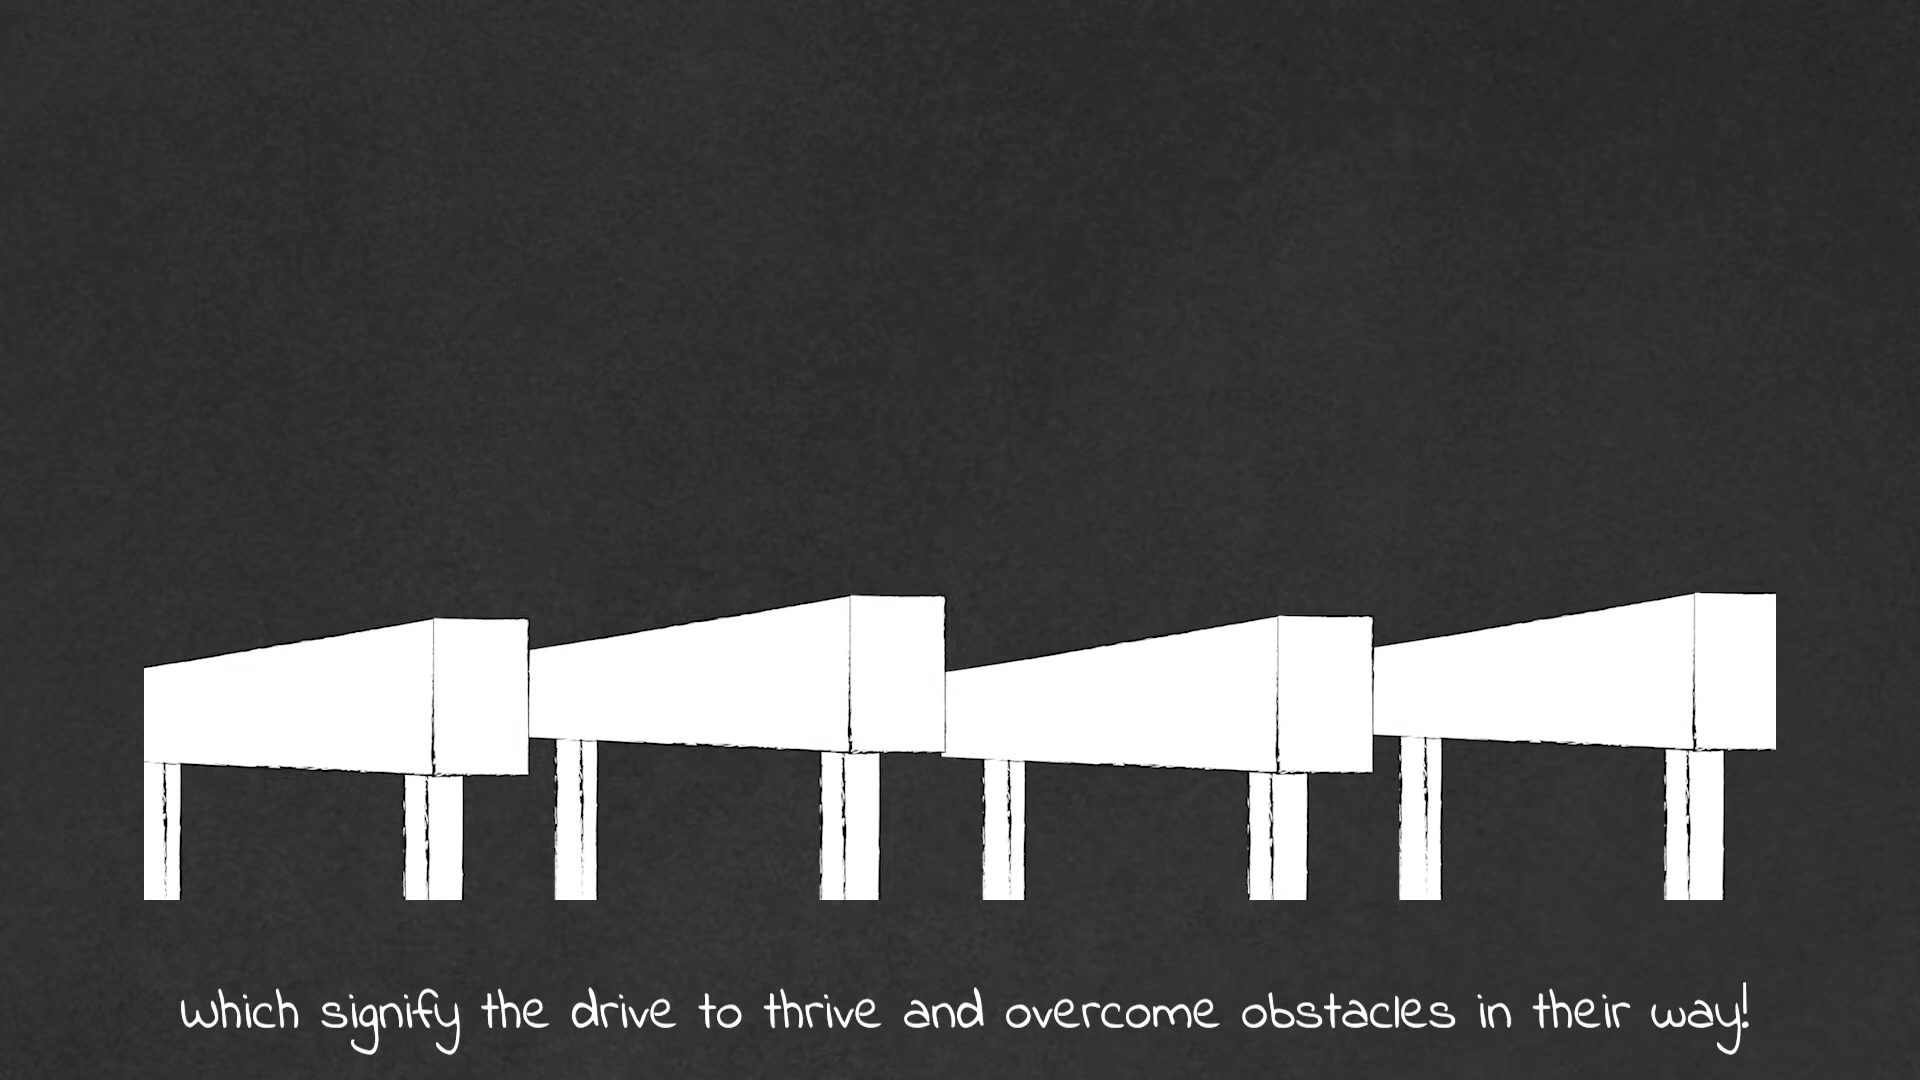 which signify the drive to thrive and overcome obstacles in their way!